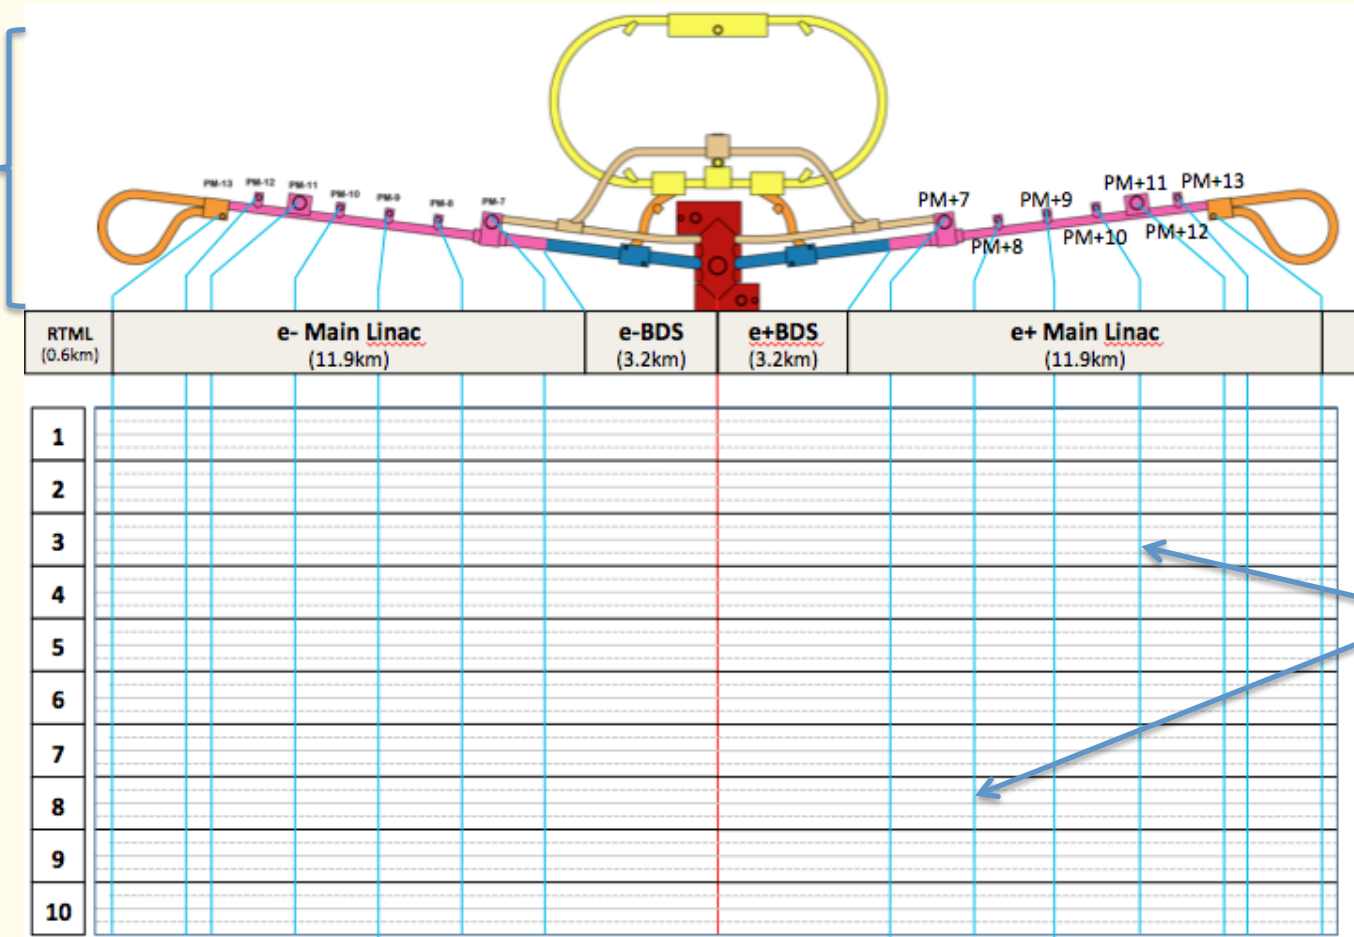 PM-13 PM-12 PM-11 PM-10 PM-9 PM-8 PM-7
PM+7 PM+8 PM+9 PM+10 PM+11 PM+12 PM+13
RTML
(0.6km)
e- Main Linac
(11.9km)
e-BDS
(3.2km)
e+BDS
(3.2km)
e+ Main Linac
(11.9km)
1
2
3
4
5
6
7
8
9
10